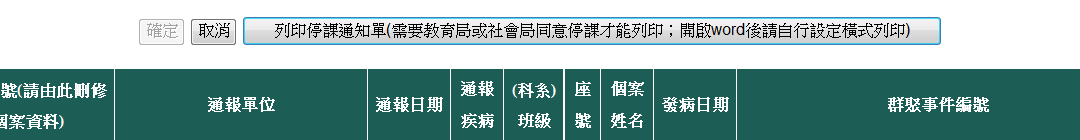 確定 取消 列印停課通知單(需要教育局或社會局同意停課才能列印；開啟word後請自行設定橫式列印)
號(請由此刪修
個案資料)
通報單位
通報日期
通報
疾病
(科系)
班級
座
號
個案
姓名
發病日期
群聚事件編號